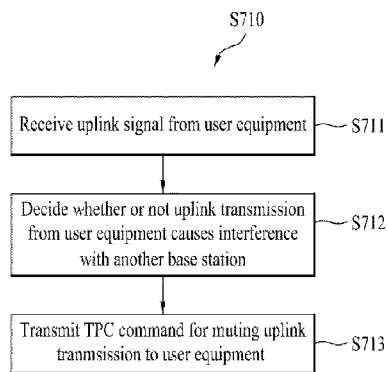 S710
Receive uplink signal from user equipment
S711
Decide whether or not uplink transmission
from user equipment causes interference
with another base station
S712
Transmit TPC command for muting uplink
tranmsission to user equipment
S713